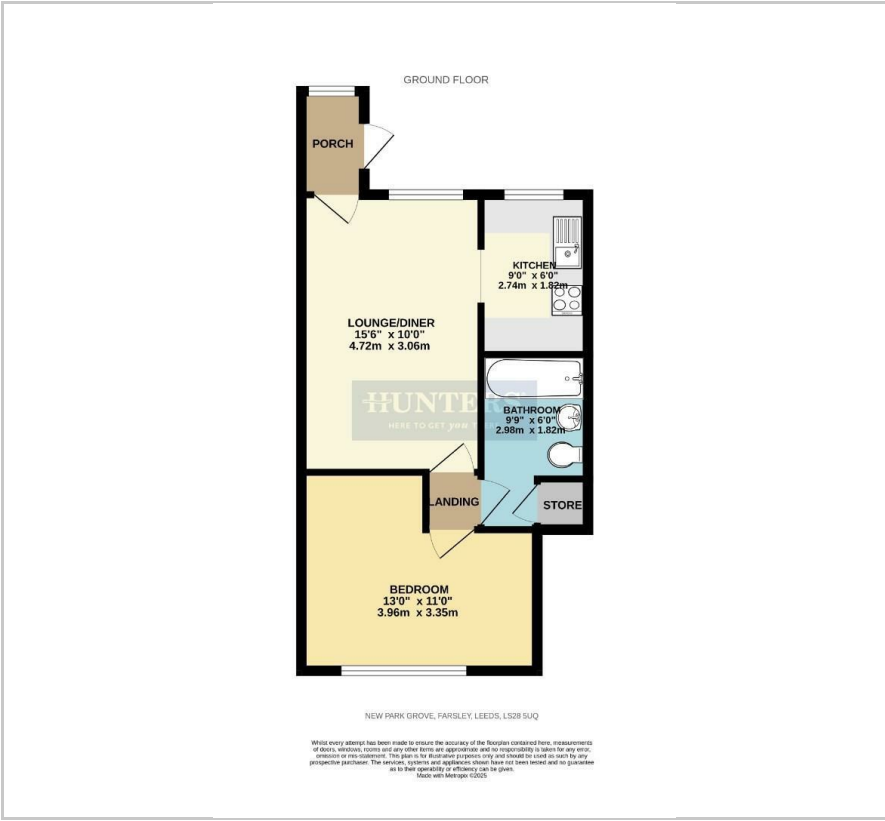 GROUND FLOOR
PORCH
KITCHEN
9'0" x 6'0"
2.74m x 1.82m
LOUNGE/DINER
15'6" x 10'0"
4.72m x 3.06m
HUNTERS
HERE TO GET you THERE
BATHROOM
9'9" x 6'0"
2.98m x 1.82m
LANDING
STORE
BEDROOM
13'0" x 11'0"
3.96m x 3.35m
NEW PARK GROVE, FARSLEY, LEEDS, LS28 5UQ
Whilst every attempt has been made to ensure the accuracy of the floorplan contained here, measurements
of doors, windows, rooms and any other items are approximate and no responsibility is taken for any error,
omission or mis-statement. This plan is for illustrative purposes only and should be used as such by any
prospective purchaser. The services, systems and appliances shown have not been tested and no guarantee
as to their operability or efficiency can be given.
Made with Metropix ©2025